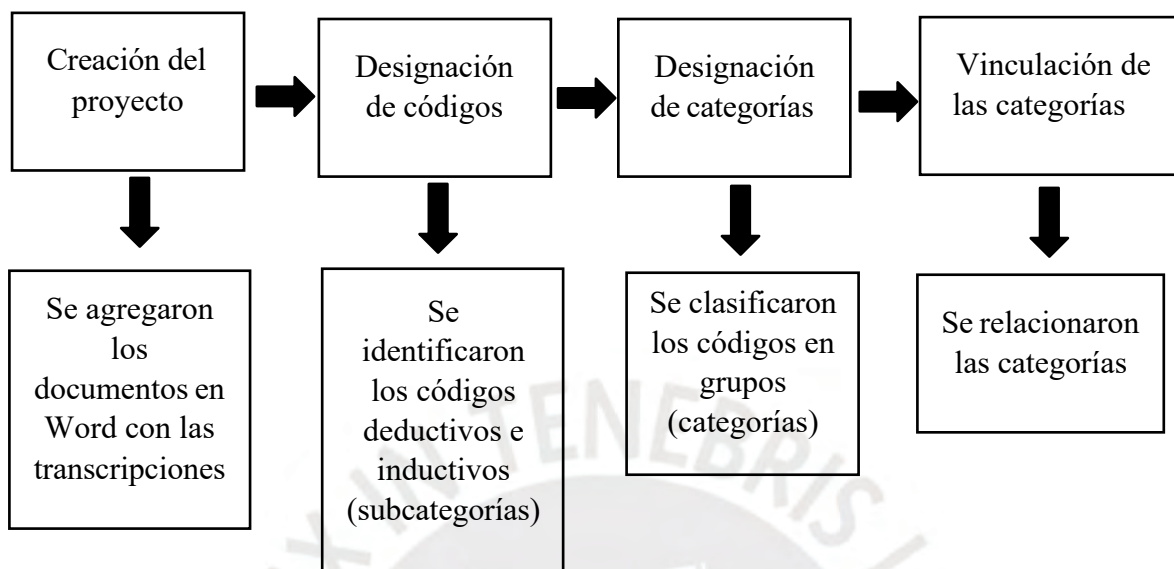 Creación del
proyecto
Designación
de códigos
Designación
de categorías
Vinculación de
las categorías
Se agregaron
los
documentos en
Word con las
transcripciones
Se
identificaron
los códigos
deductivos e
inductivos
(subcategorías)
Se clasificaron
los códigos en
grupos
(categorías)
Se relacionaron
las categorías
X IN TENEBRIS L